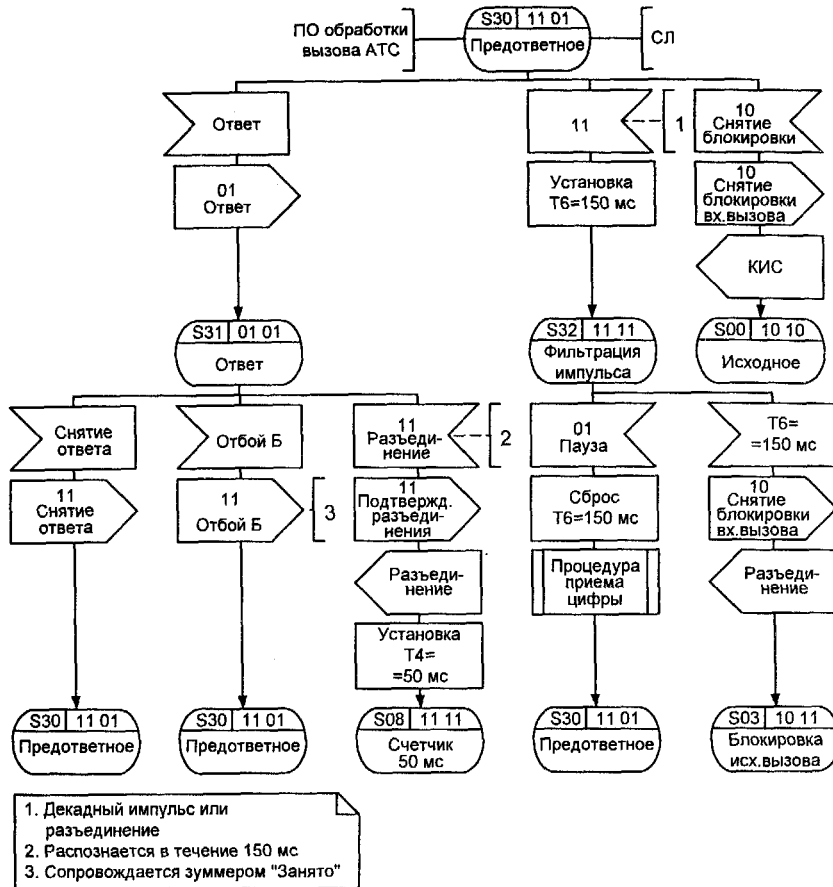 ПО обработки
вызова АТС
S30 11 01
Предответное
СЛ
Ответ
11
1
10
Снятие
блокировки
01
Ответ
Установка
Т6=150 мс
10
Снятие
блокировки
вх.вызова
КИС
S31 01 01
Ответ
S32 11 11
Фильтрация
импульса
S00 10 10
Исходное
Снятие
ответа
Отбой Б
11
Разъеди-
нение
2
01
Пауза
Т6=
=150 мс
11
Снятие
ответа
11
Отбой Б
3
11
Подтвержд.
разъеди-
нения
Сброс
Т6=150 мс
10
Снятие
блокировки
вх.вызова
Разъеди-
нение
Процедура
приема
цифры
Разъеди-
нение
Установка
Т4=
=50 мс
S30 11 01
Предответное
S30 11 01
Предответное
S08 11 11
Счетчик
50 мс
S30 11 01
Предответное
S03 10 11
Блокировка
исх.вызова
1. Декадный импульс или
разъединение
2. Распознается в течение 150 мс
3. Сопровождается зуммером "Занято"